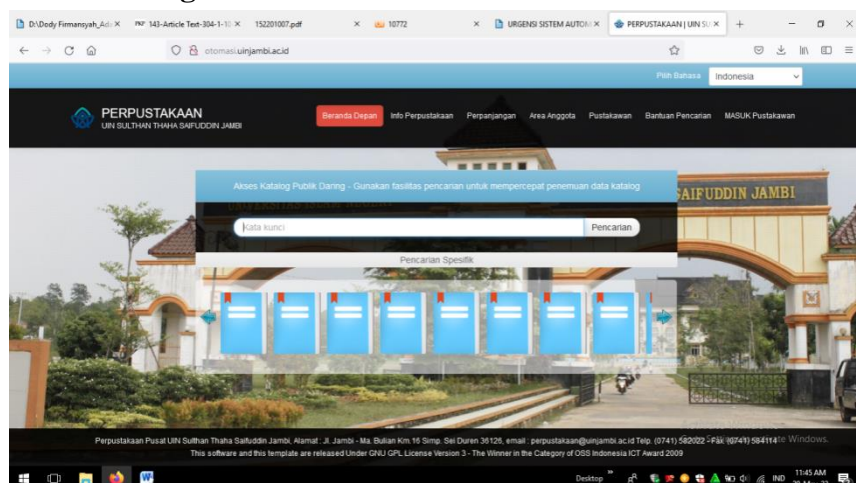 D:\Dody Firmansyah_Ad
143-Article Text-304-1-10
152201007.pdf
10772
URGENSI SISTEM AUTOM
PERPUSTAKAAN | UIN SU
otomasi.uinjambi.ac.id
Pilih Bahasa
Indonesia
PERPUSTAKAAN
UIN SULTHAN THAHA SAIFUDDIN JAMBI
Beranda Depan
Info Perpustakaan
Perpanjangan
Area Anggota
Pustakawan
Bantuan Pencarian
MASUK Pustakawan
Akses Katalog Publik Daring - Gunakan fasilitas pencarian untuk mempercepat penemuan data katalog
SAIFUDDIN JAMBI
Kata kunci
Pencarian
Pencarian Spesifik
Perpustakaan Pusat UIN Sulthan Thaha Saifuddin Jambi, Alamat : Jl. Jambi - Ma. Bulian Km. 16 Simp. Sei Duren 36126, email : perpustakaan@uinjambi.ac.id Telp. (0741) 582022 - Fax. (0741) 584114
This software and this template are released Under GNU GPL License Version 3 - The Winner in the Category of OSS Indonesia ICT Award 2009
Desktop
IND
11:45 AM